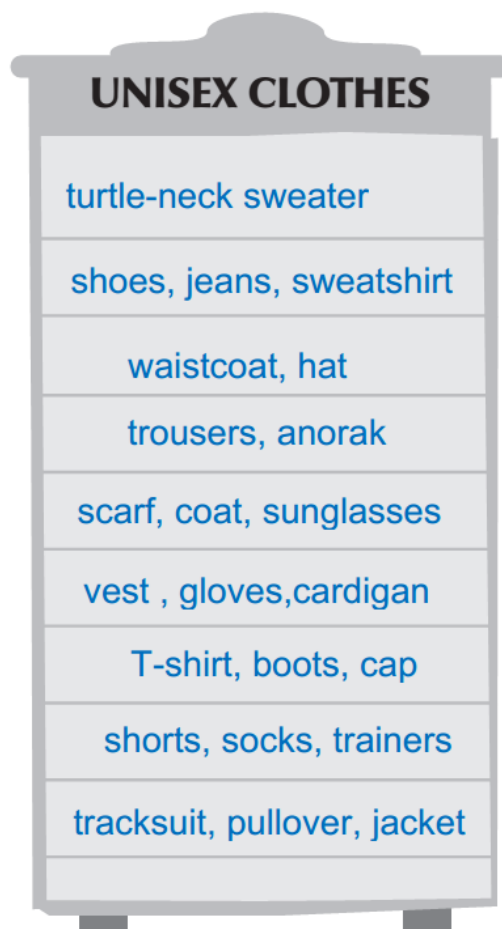 UNISEX CLOTHES
turtle-neck sweater
shoes, jeans, sweatshirt
waistcoat, hat
trousers, anorak
scarf, coat, sunglasses
vest , gloves,cardigan
T-shirt, boots, cap
shorts, socks, trainers
tracksuit, pullover, jacket